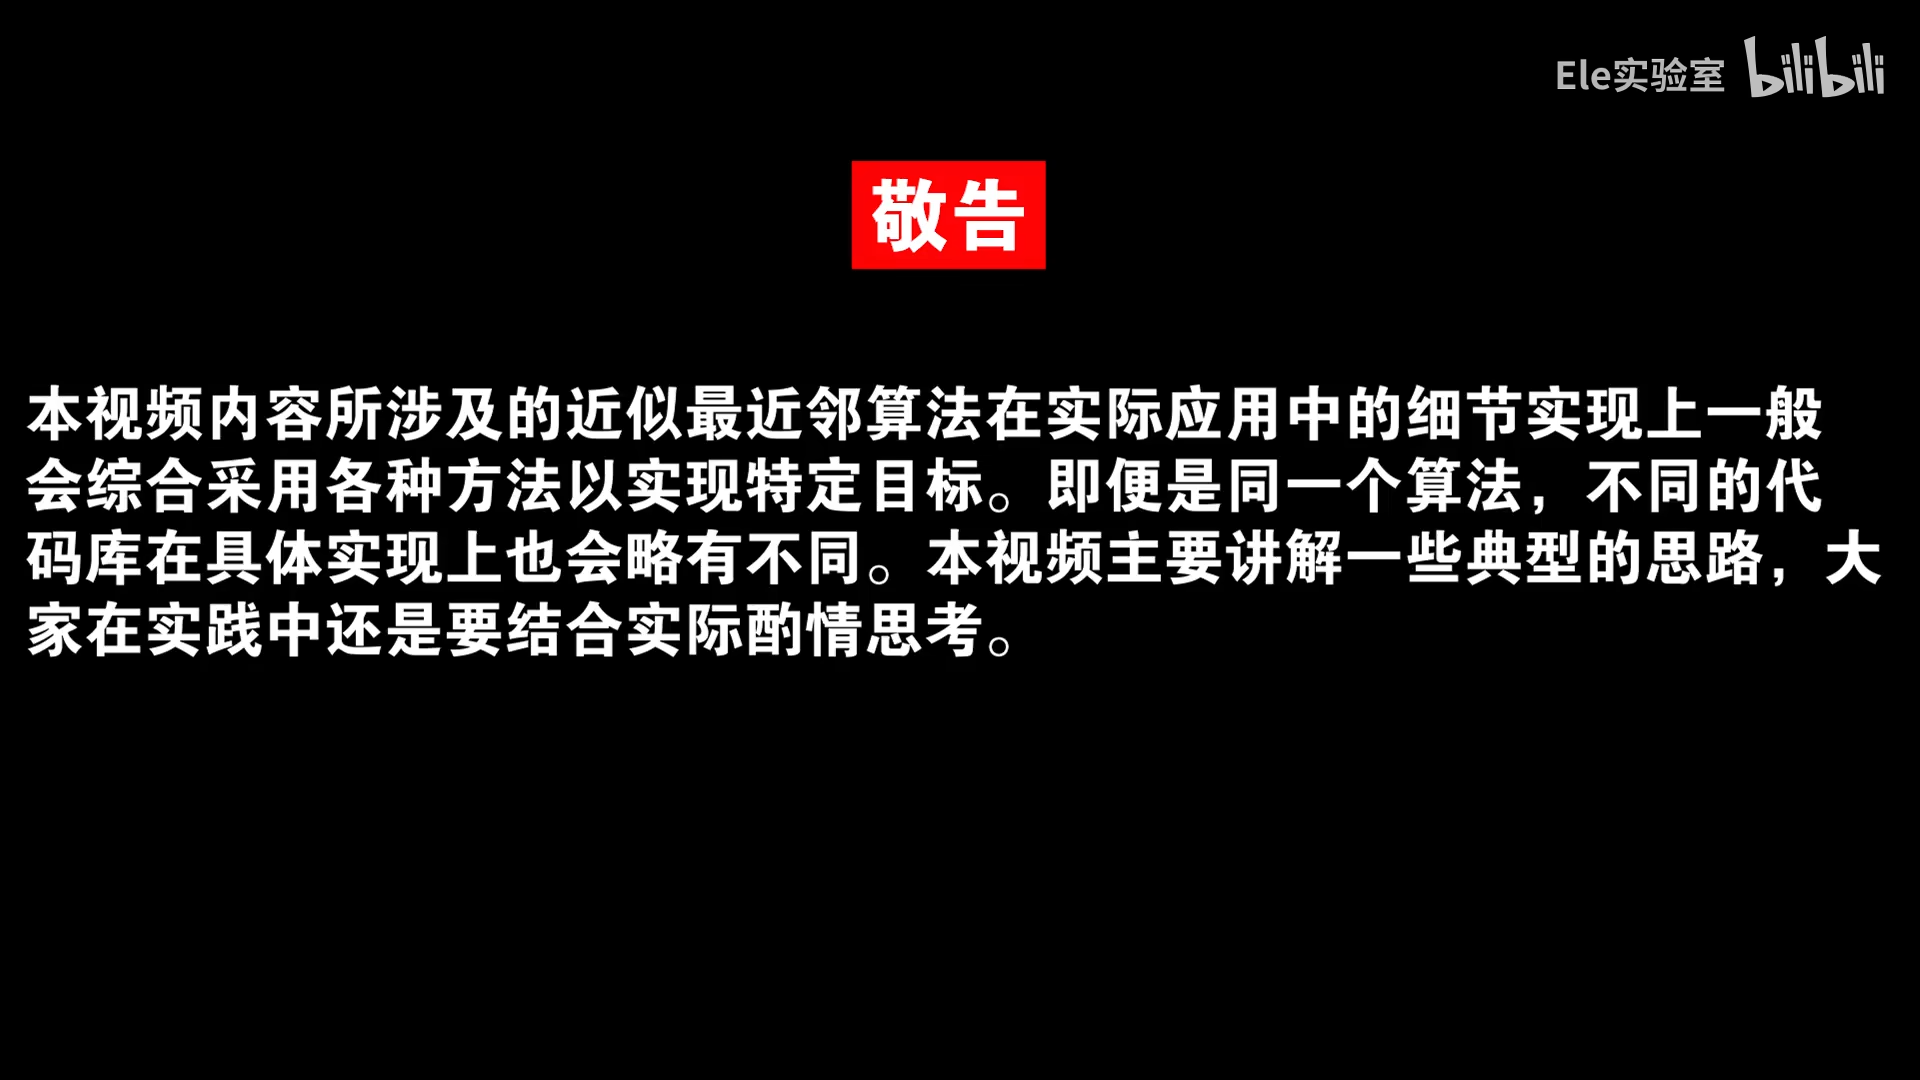 Ele实验室 bilibili
敬告
本视频内容所涉及的近似最近邻算法在实际应用中的细节实现上一般
会综合采用各种方法以实现特定目标。即便是同一个算法，不同的代
码库在具体实现上也会略有不同。本视频主要讲解一些典型的思路，大
家在实践中还是要结合实际酌情思考。